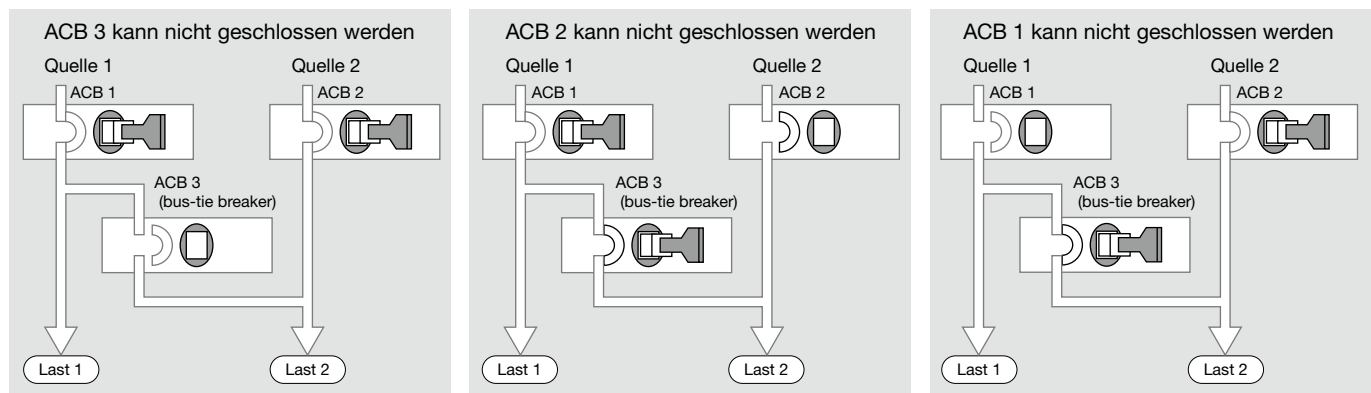 ACB 3 kann nicht geschlossen werden
Quelle 1
Quelle 2
ACB 1
ACB 2
ACB 3
(bus-tie breaker)
Last 1
Last 2
ACB 2 kann nicht geschlossen werden
Quelle 1
Quelle 2
ACB 1
ACB 2
ACB 3
(bus-tie breaker)
Last 1
Last 2
ACB 1 kann nicht geschlossen werden
Quelle 1
Quelle 2
ACB 1
ACB 2
ACB 3
(bus-tie breaker)
Last 1
Last 2